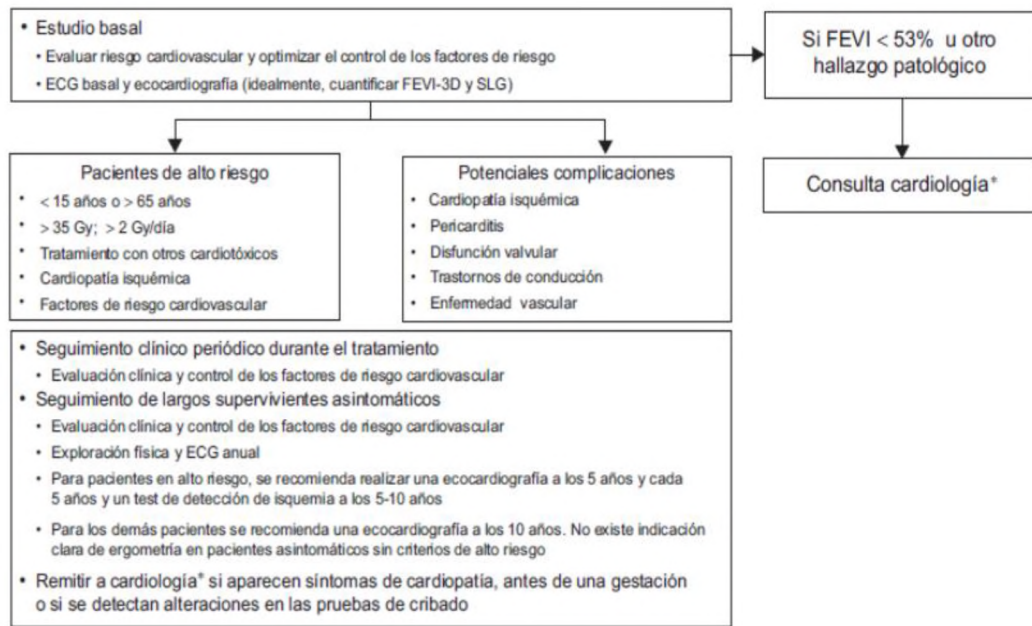 • Estudio basal
• Evaluar riesgo cardiovascular y optimizar el control de los factores de riesgo
• ECG basal y ecocardiografía (idealmente, cuantificar FEVI-3D y SLG)
Si FEVI < 53% u otro
hallazgo patológico
Consulta cardiología*
Pacientes de alto riesgo
• < 15 años o > 65 años
• > 35 Gy; > 2 Gy/día
• Tratamiento con otros cardiotóxicos
• Cardiopatía isquémica
• Factores de riesgo cardiovascular
Potenciales complicaciones
• Cardiopatía isquémica
• Pericarditis
• Disfunción valvular
• Trastornos de conducción
• Enfermedad vascular
• Seguimiento clínico periódico durante el tratamiento
• Evaluación clínica y control de los factores de riesgo cardiovascular
• Seguimiento de largos supervivientes asintomáticos
• Evaluación clínica y control de los factores de riesgo cardiovascular
• Exploración física y ECG anual
• Para pacientes en alto riesgo, se recomienda realizar una ecocardiografía a los 5 años y cada
5 años y un test de detección de isquemia a los 5-10 años
• Para los demás pacientes se recomienda una ecocardiografía a los 10 años. No existe indicación
clara de ergometría en pacientes asintomáticos sin criterios de alto riesgo
• Remitir a cardiología* si aparecen síntomas de cardiopatía, antes de una gestación
o si se detectan alteraciones en las pruebas de cribado